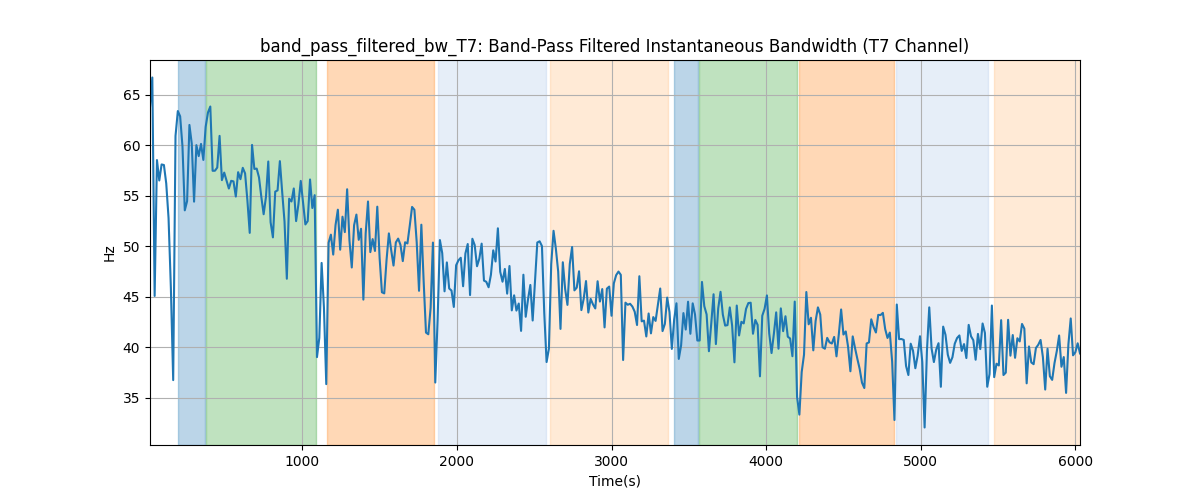 band_pass_filtered_bw_T7: Band-Pass Filtered Instantaneous Bandwidth (T7 Channel)
65
60
55
50
45
40
35
Hz
1000 2000 3000 4000 5000 6000
Time(s)